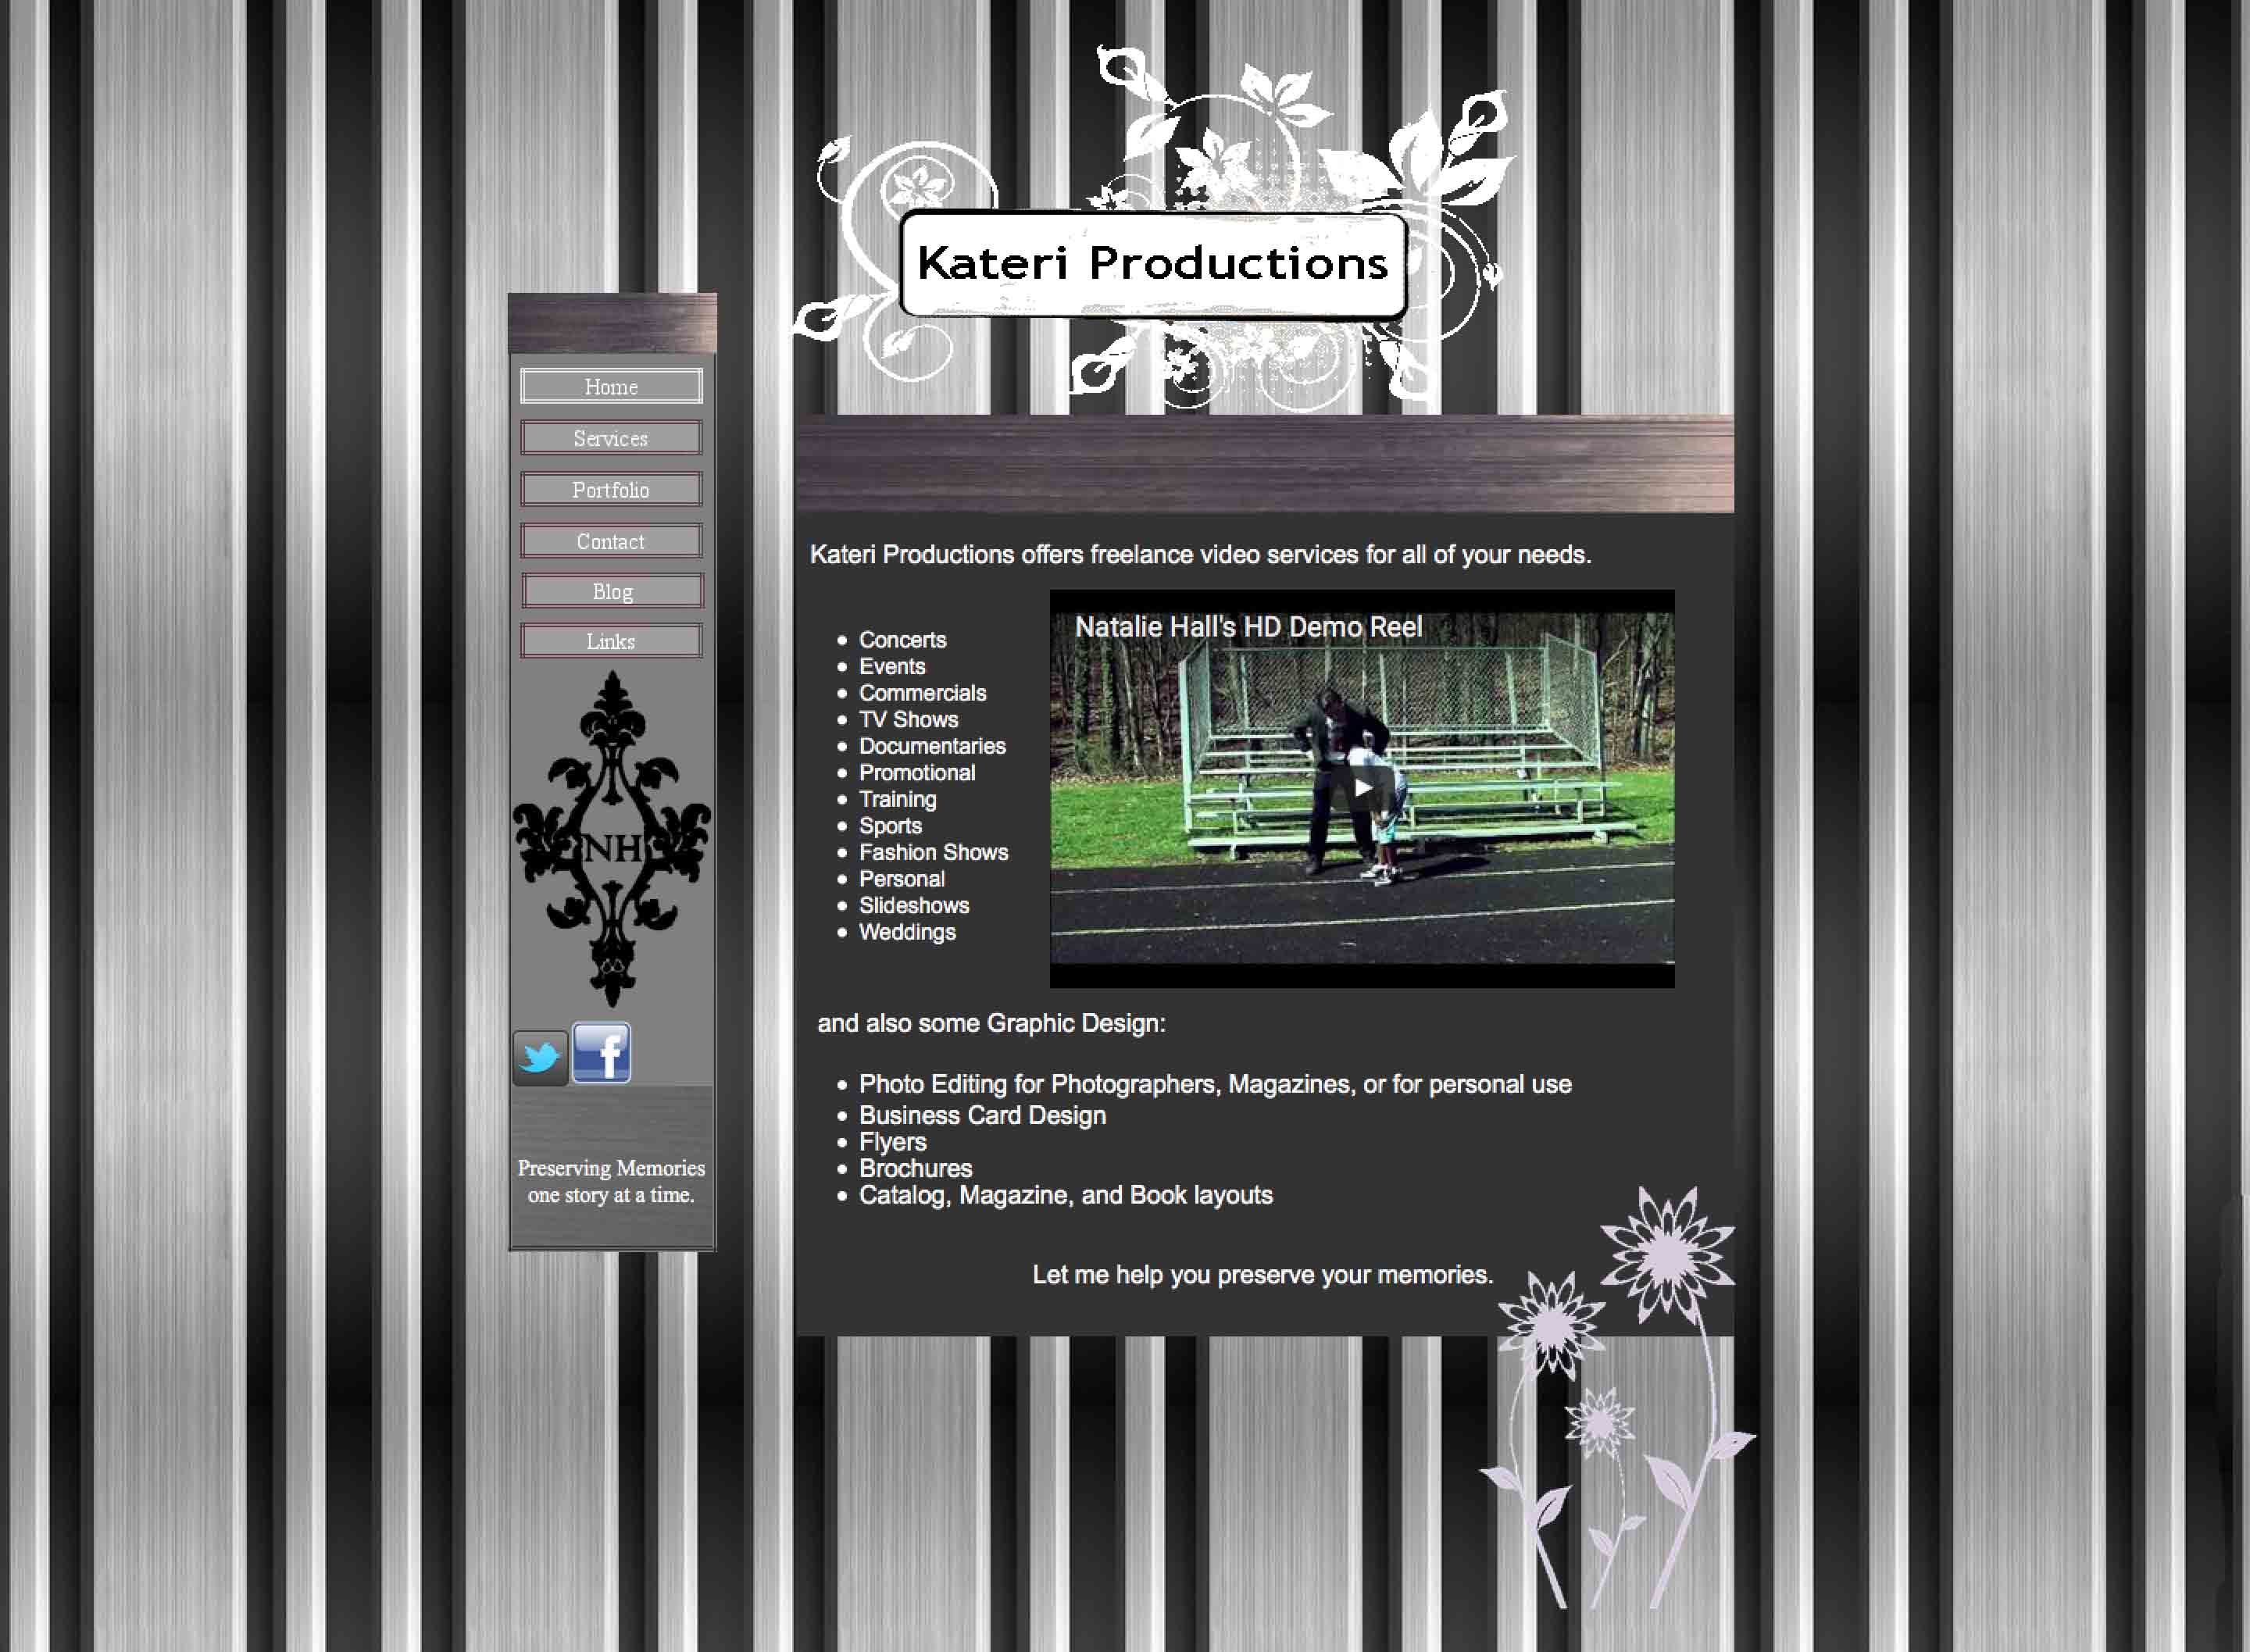 Kateri Productions
Home
Services
Portfolio
Contact
Blog
Links
NH
Preserving Memories
one story at a time.
Kateri Productions offers freelance video services for all of your needs.
• Concerts
• Events
• Commercials
• TV Shows
• Documentaries
• Promotional
• Training
• Sports
• Fashion Shows
• Personal
• Slideshows
• Weddings
Natalie Hall's HD Demo Reel
and also some Graphic Design:
• Photo Editing for Photographers, Magazines, or for personal use
• Business Card Design
• Flyers
• Brochures
• Catalog, Magazine, and Book layouts
Let me help you preserve your memories.